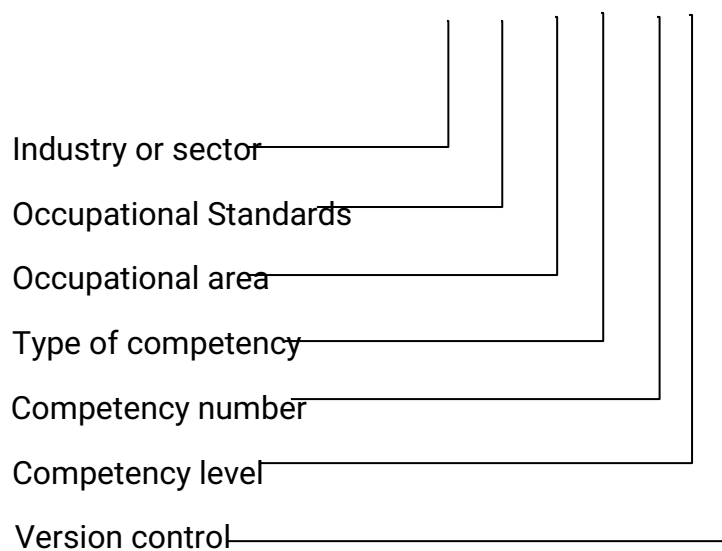 Industry or sector
Occupational Standards
Occupational area
Type of competency
Competency number
Competency level
Version control